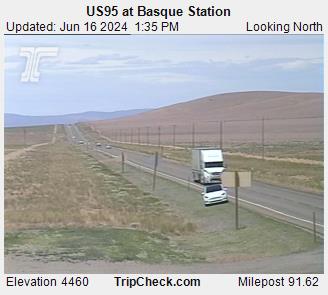 US95 at Basque Station
Updated: Jun 16 2024 1:35 PM Looking North
Elevation 4460 TripCheck.com Milepost 91.62